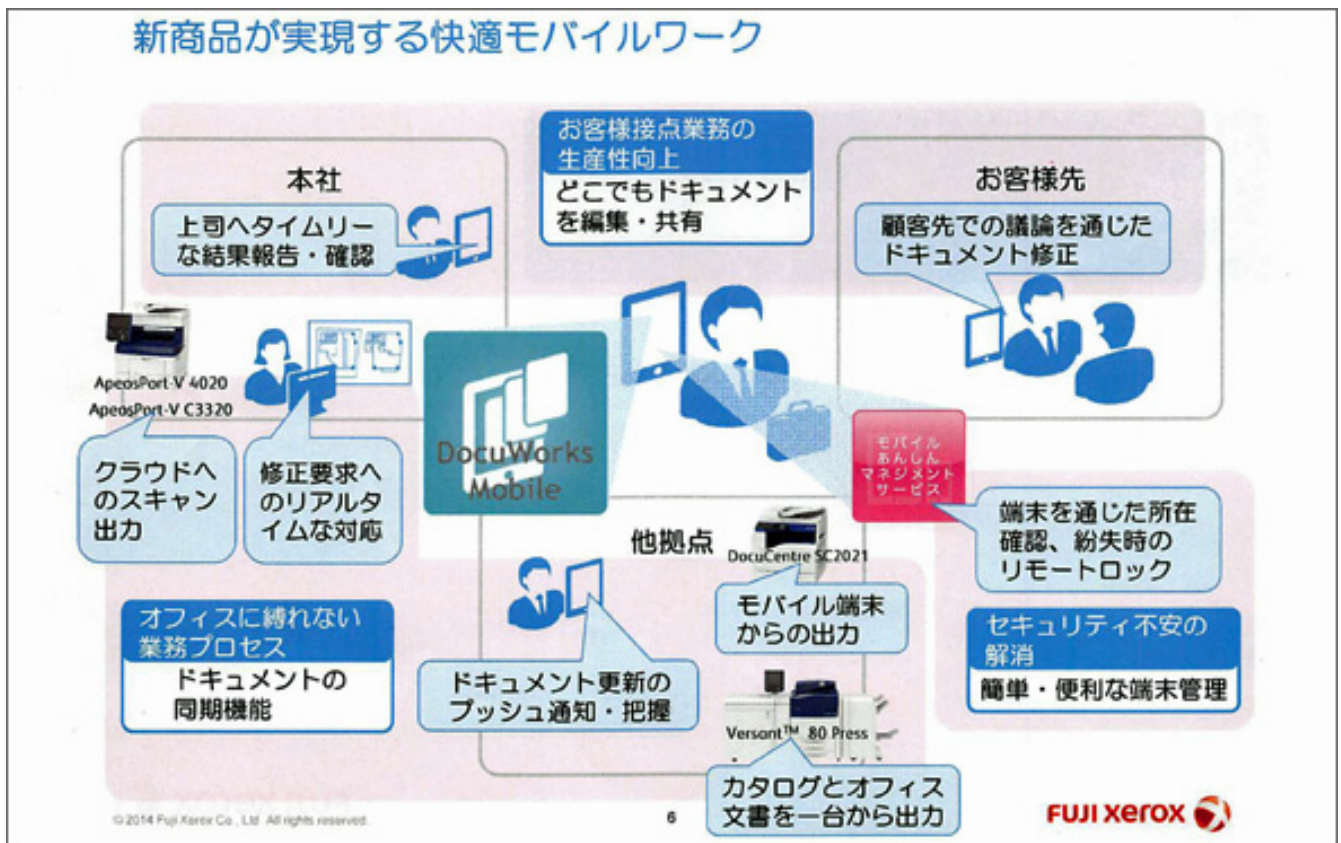 新商品が実現する快適モバイルワーク
お客様接点業務の
生産性向上
どこでもドキュメント
を編集・共有
本社
上司へタイムリー
な結果報告・確認
お客様先
顧客先での議論を通じた
ドキュメント修正
ApeosPort-V 4020
ApeosPort-V C3320
クラウドへ
のスキャン
出力
修正要求へ
のリアルタ
イムな対応
DocuWorks
Mobile
モバイル
あんしん
マネジメント
サービス
端末を通じた所在
確認、紛失時の
リモートロック
他拠点
DocuCentre SC2021
モバイル端末
からの出力
オフィスに縛れない
業務プロセス
ドキュメントの
同期機能
ドキュメント更新の
プッシュ通知・把握
セキュリティ不安の
解消
簡単・便利な端末管理
Versant™ 80 Press
カタログとオフィス
文書を一台から出力
© 2014 Fuji Xerox Co., Ltd. All rights reserved.
6
FUJI XEROX